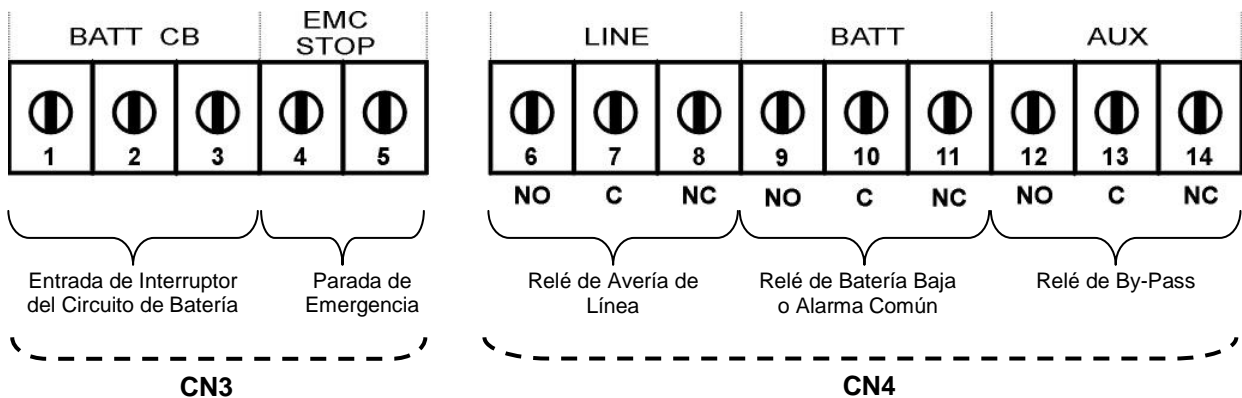 BATT CB
EMC
STOP
LINE
BATT
AUX
1 2 3 4 5
6 7 8 9 10 11 12 13 14
NO C NC NO C NC NO C NC
Entrada de Interruptor
del Circuito de Batería
Parada de
Emergencia
Relé de Avería de
Línea
Relé de Batería Baja
o Alarma Común
Relé de By-Pass
CN3
CN4